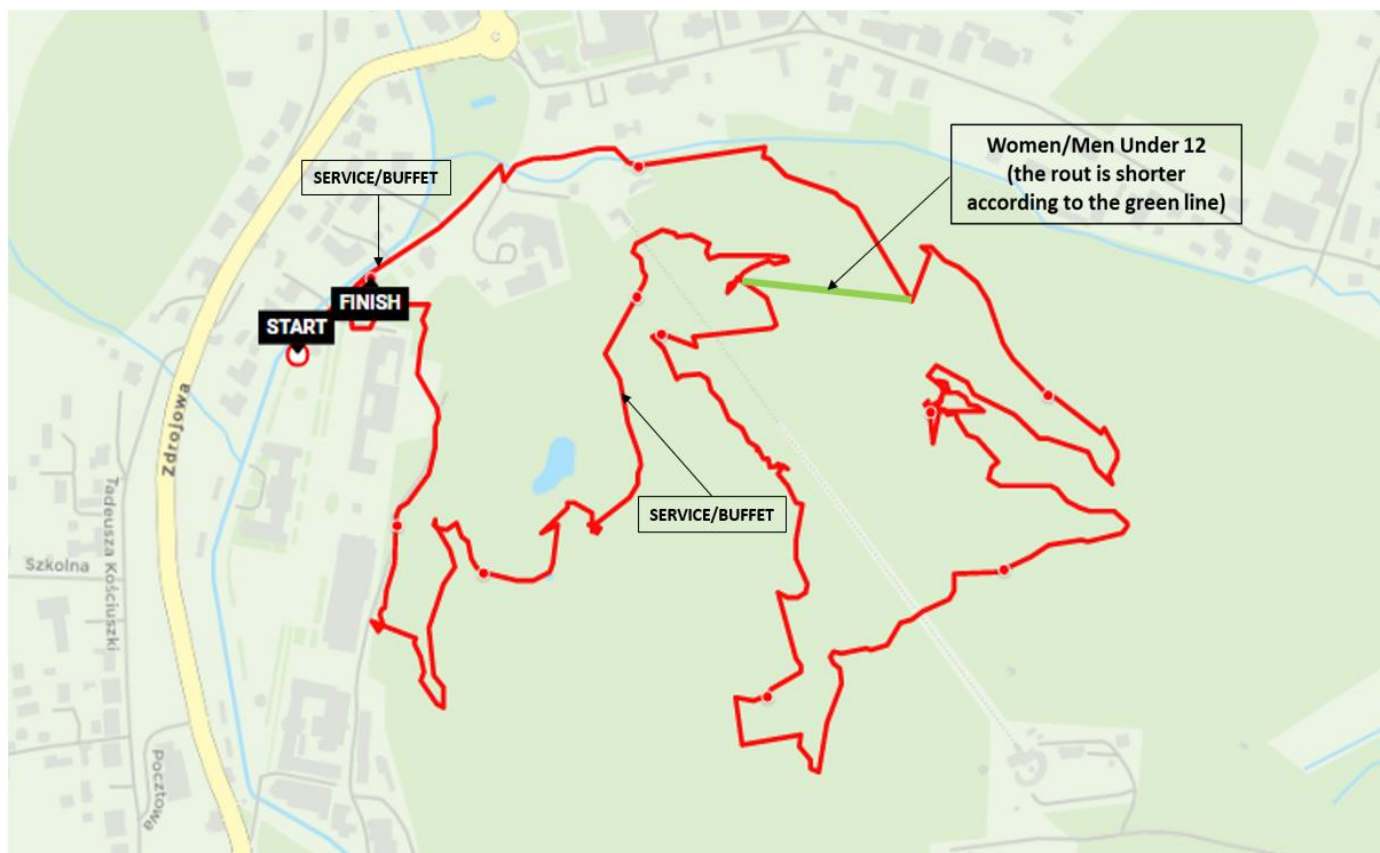 Women/Men Under 12
(the rout is shorter
according to the green line)
SERVICE/BUFFET
FINISH
START
Zdrojowa
Tadeusza Kościuszki
SERVICE/BUFFET
Szkolna
Pocztowa